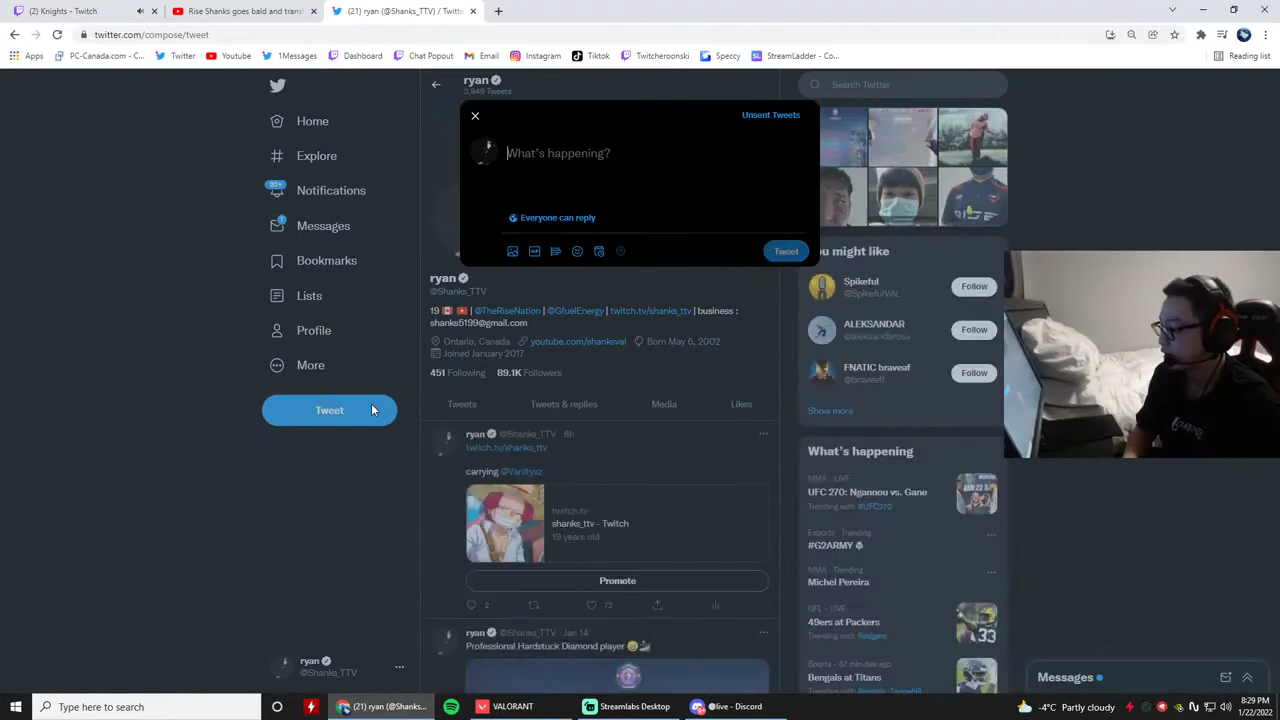 (2) Knights - Twitch
Rise Shanks goes bald and trans
(21) ryan (@Shanks_TTV) / Twitte
twitter.com/compose/tweet
Apps
PC-Canada.com - C...
Twitter
Youtube
1Messages
Dashboard
Chat Popout
Email
Instagram
Tiktok
Twitcheroonski
Speccy
StreamLadder - Co...
Reading list
ryan
3,949 Tweets
Search Twitter
Unsent Tweets
Home
What's happening?
Explore
20+
Notifications
1
Messages
Everyone can reply
Bookmarks
Tweet
You might like
ryan
@Shanks_TTV
Spikeful
@SpikefulVAL
Follow
Lists
19 | @TheRiseNation | @GfuelEnergy | twitch.tv/shanks_ttv | business :
shanks5199@gmail.com
Profile
ALEKSANDAR
Follow
Ontario, Canada youtube.com/shanksval Born May 6, 2002
Joined January 2017
More
FNATIC braveaf
Follow
451 Following 89.1K Followers
Tweet
Tweets
Tweets & replies
Media
Likes
Show more
ryan @Shanks_TTV · 8h
twitch.tv/shanks_ttv
What's happening
carrying @Vanityxz
MMA · LIVE
UFC 270: Ngannou vs. Gane
Trending with #UFC270
twitch.tv
shanks_ttv - Twitch
19 years old
Esports · Trending
#G2ARMY
MMA · Trending
Michel Pereira
Promote
2
72
NFL · LIVE
49ers at Packers
Trending with Rodgers
33
ryan @Shanks_TTV · Jan 14
Professional Hardstuck Diamond player
Sports · 57 minutes ago
Bengals at Titans
ryan
@Shanks_TTV
Messages
Type here to search
(21) ryan (@Shanks...
VALORANT
Streamlabs Desktop
@live - Discord
-4°C Partly cloudy
8:29 PM
1/22/2022